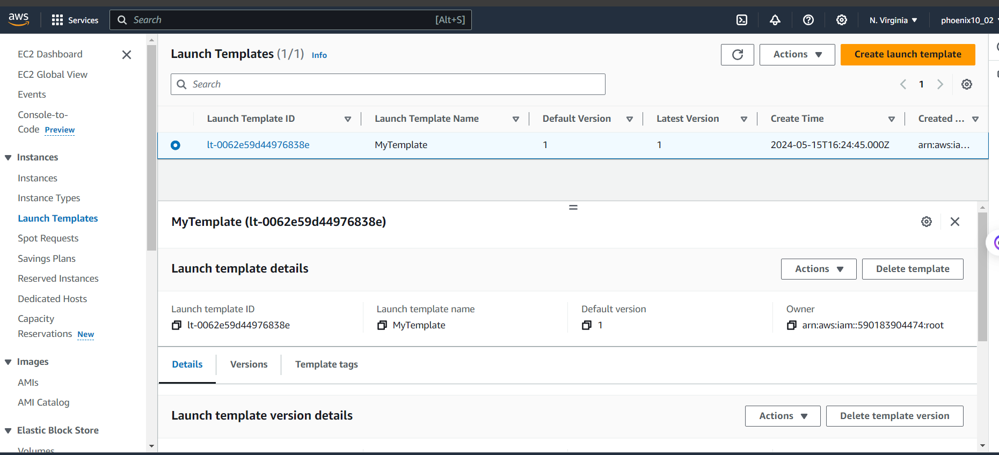 aws
Services
Search [Alt+S]
N. Virginia
phoenix10_02
EC2 Dashboard
EC2 Global View
Events
Console-to-
Code Preview
Instances
Instances
Instance Types
Launch Templates
Spot Requests
Savings Plans
Reserved Instances
Dedicated Hosts
Capacity
Reservations New
Images
AMIs
AMI Catalog
Elastic Block Store
Volumes
Launch Templates (1/1) Info
Actions
Create launch template
Search
1
Launch Template ID Launch Template Name Default Version Latest Version Create Time Created ...
lt-0062e59d44976838e MyTemplate 1 1 2024-05-15T16:24:45.000Z arn:aws:ia...
MyTemplate (lt-0062e59d44976838e)
Launch template details
Actions
Delete template
Launch template ID Launch template name Default version Owner
lt-0062e59d44976838e MyTemplate 1 arn:aws:iam::590183904474:root
Details Versions Template tags
Launch template version details
Actions
Delete template version